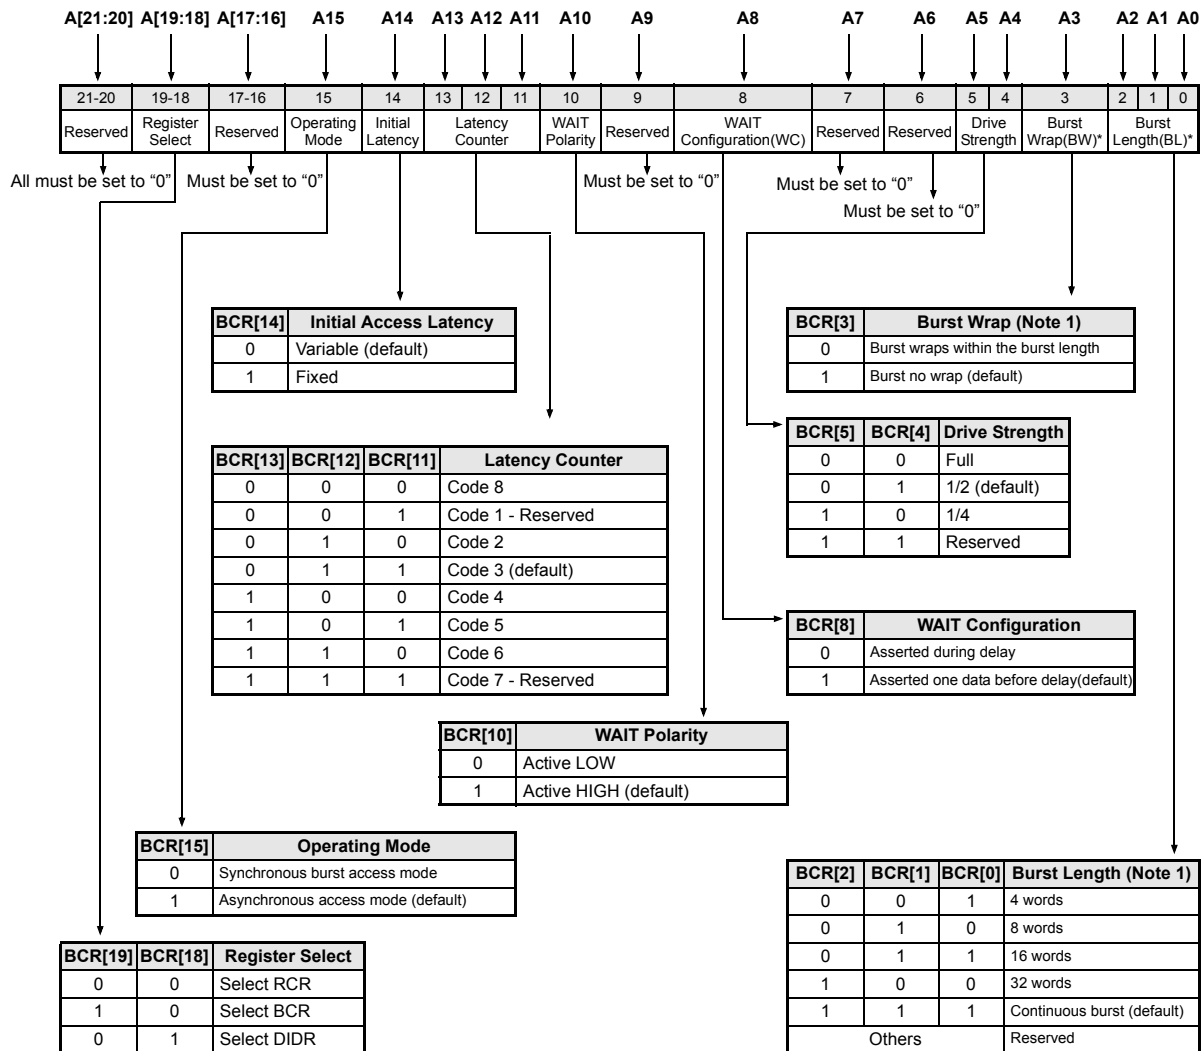 A[21:20] A[19:18] A[17:16] A15 A14 A13 A12 A11 A10 A9 A8 A7 A6 A5 A4 A3 A2 A1 A0
21-20 19-18 17-16 15 14 13 12 11 10 9 8 7 6 5 4 3 2 1 0
Reserved Register Select Reserved Operating Mode Initial Latency Latency Counter WAIT Polarity Reserved WAIT Configuration(WC) Reserved Reserved Drive Strength Burst Wrap(BW)* Burst Length(BL)*
All must be set to “0” Must be set to “0” Must be set to “0” Must be set to “0”
Must be set to “0”
BCR[14] Initial Access Latency
0 Variable (default)
1 Fixed
BCR[3] Burst Wrap (Note 1)
0 Burst wraps within the burst length
1 Burst no wrap (default)
BCR[5] BCR[4] Drive Strength
0 0 Full
0 1 1/2 (default)
1 0 1/4
1 1 Reserved
BCR[13] BCR[12] BCR[11] Latency Counter
0 0 0 Code 8
0 0 1 Code 1 - Reserved
0 1 0 Code 2
0 1 1 Code 3 (default)
1 0 0 Code 4
1 0 1 Code 5
1 1 0 Code 6
1 1 1 Code 7 - Reserved
BCR[8] WAIT Configuration
0 Asserted during delay
1 Asserted one data before delay(default)
BCR[10] WAIT Polarity
0 Active LOW
1 Active HIGH (default)
BCR[15] Operating Mode
0 Synchronous burst access mode
1 Asynchronous access mode (default)
BCR[2] BCR[1] BCR[0] Burst Length (Note 1)
0 0 1 4 words
0 1 0 8 words
0 1 1 16 words
1 0 0 32 words
1 1 1 Continuous burst (default)
Others Reserved
BCR[19] BCR[18] Register Select
0 0 Select RCR
1 0 Select BCR
0 1 Select DIDR